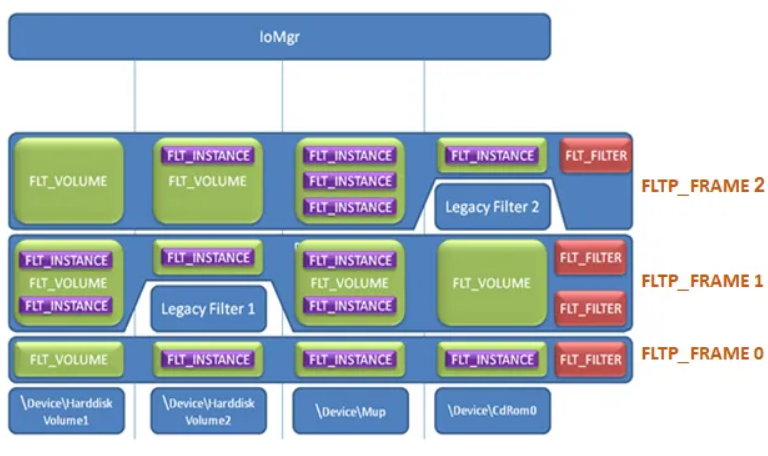 IoMgr
FLT_VOLUME
FLT_INSTANCE
FLT_VOLUME
FLT_INSTANCE
FLT_INSTANCE
FLT_INSTANCE
FLT_INSTANCE
Legacy Filter 2
FLT_FILTER
FLTP_FRAME 2
FLT_INSTANCE
FLT_VOLUME
FLT_INSTANCE
FLT_INSTANCE
Legacy Filter 1
FLT_INSTANCE
FLT_VOLUME
FLT_INSTANCE
FLT_VOLUME
FLT_FILTER
FLT_FILTER
FLTP_FRAME 1
FLT_VOLUME
FLT_INSTANCE
FLT_INSTANCE
FLT_INSTANCE
FLT_FILTER
FLTP_FRAME 0
\Device\Harddisk
Volume1
\Device\Harddisk
Volume2
\Device\Mup
\Device\CdRom0